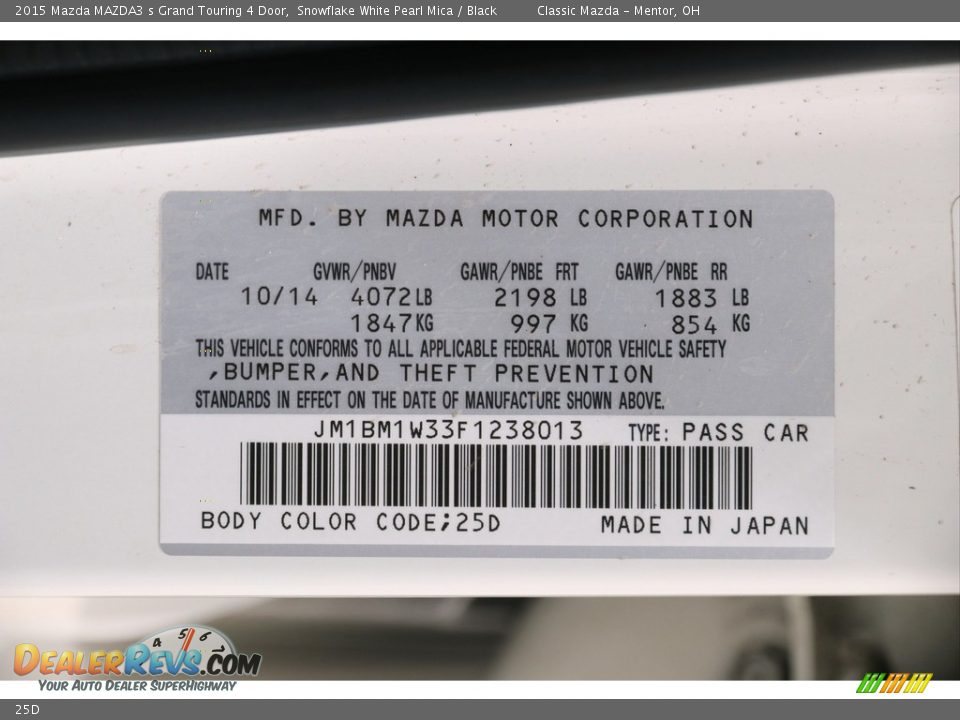 2015 Mazda MAZDA3 s Grand Touring 4 Door, Snowflake White Pearl Mica / Black Classic Mazda - Mentor, OH
MFD. BY MAZDA MOTOR CORPORATION
DATE GVWR/PNBV GAWR/PNBE FRT GAWR/PNBE RR
10/14 4072 LB 2198 LB 1883 LB
1847 KG 997 KG 854 KG
THIS VEHICLE CONFORMS TO ALL APPLICABLE FEDERAL MOTOR VEHICLE SAFETY
,BUMPER,AND THEFT PREVENTION
STANDARDS IN EFFECT ON THE DATE OF MANUFACTURE SHOWN ABOVE.
JM1BM1W33F1238013 TYPE: PASS CAR
BODY COLOR CODE;25D MADE IN JAPAN
4 5 6 7
DEALERREVS.COM
YOUR AUTO DEALER SUPERHIGHWAY
25D